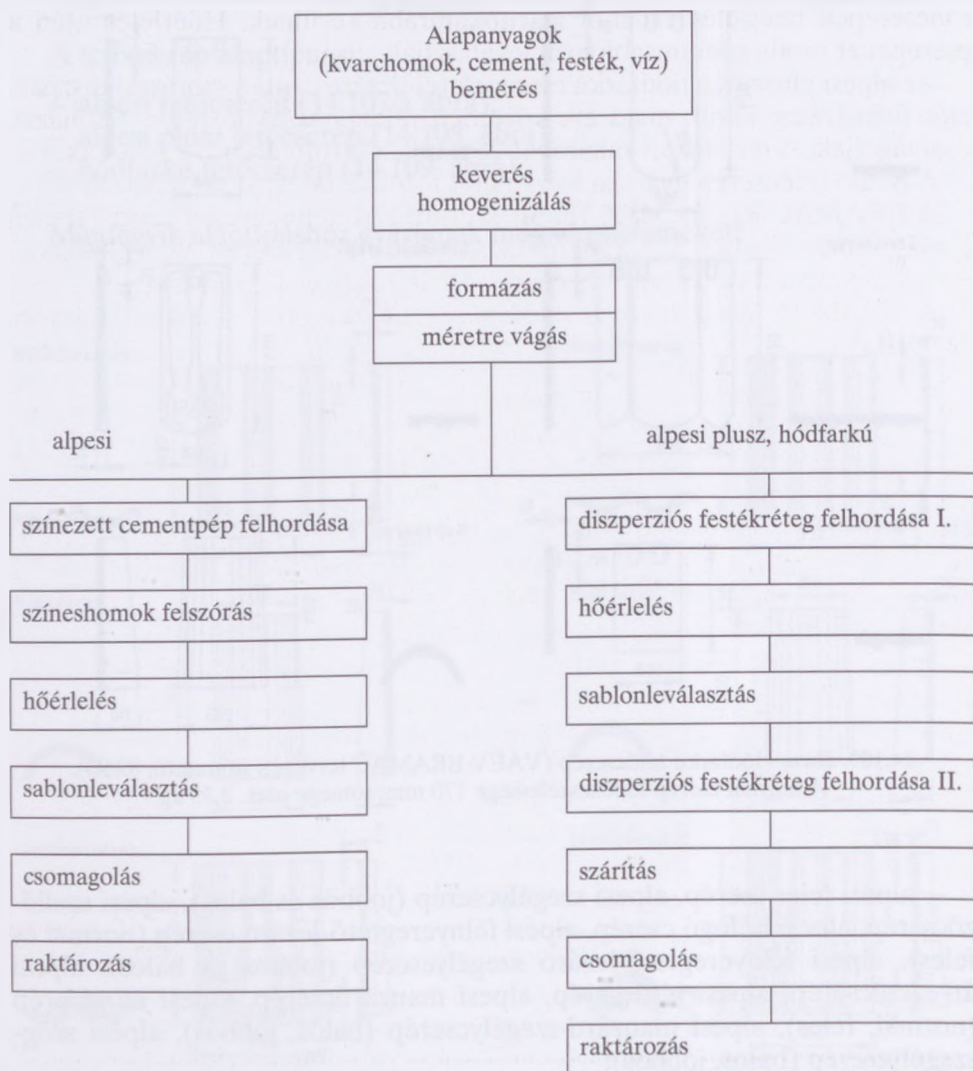 Alapanyagok
(kvarchomok, cement, festék, víz)
bemérés
keverés
homogenizálás
formázás
méretre vágás
alpesi
színezett cementpép felhordása
színeshomok felszórás
hőérlelés
sablonleválasztás
csomagolás
raktározás
alpesi plusz, hódfarkú
diszperziós festékréteg felhordása I.
hőérlelés
sablonleválasztás
diszperziós festékréteg felhordása II.
szárítás
csomagolás
raktározás